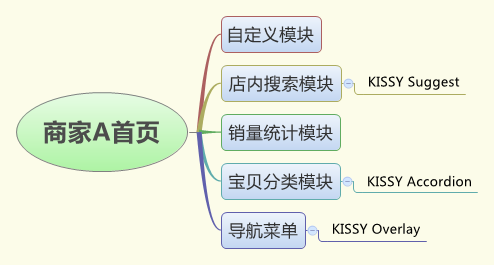 商家A首页
自定义模块
店内搜索模块
KISSY Suggest
销量统计模块
宝贝分类模块
KISSY Accordion
导航菜单
KISSY Overlay